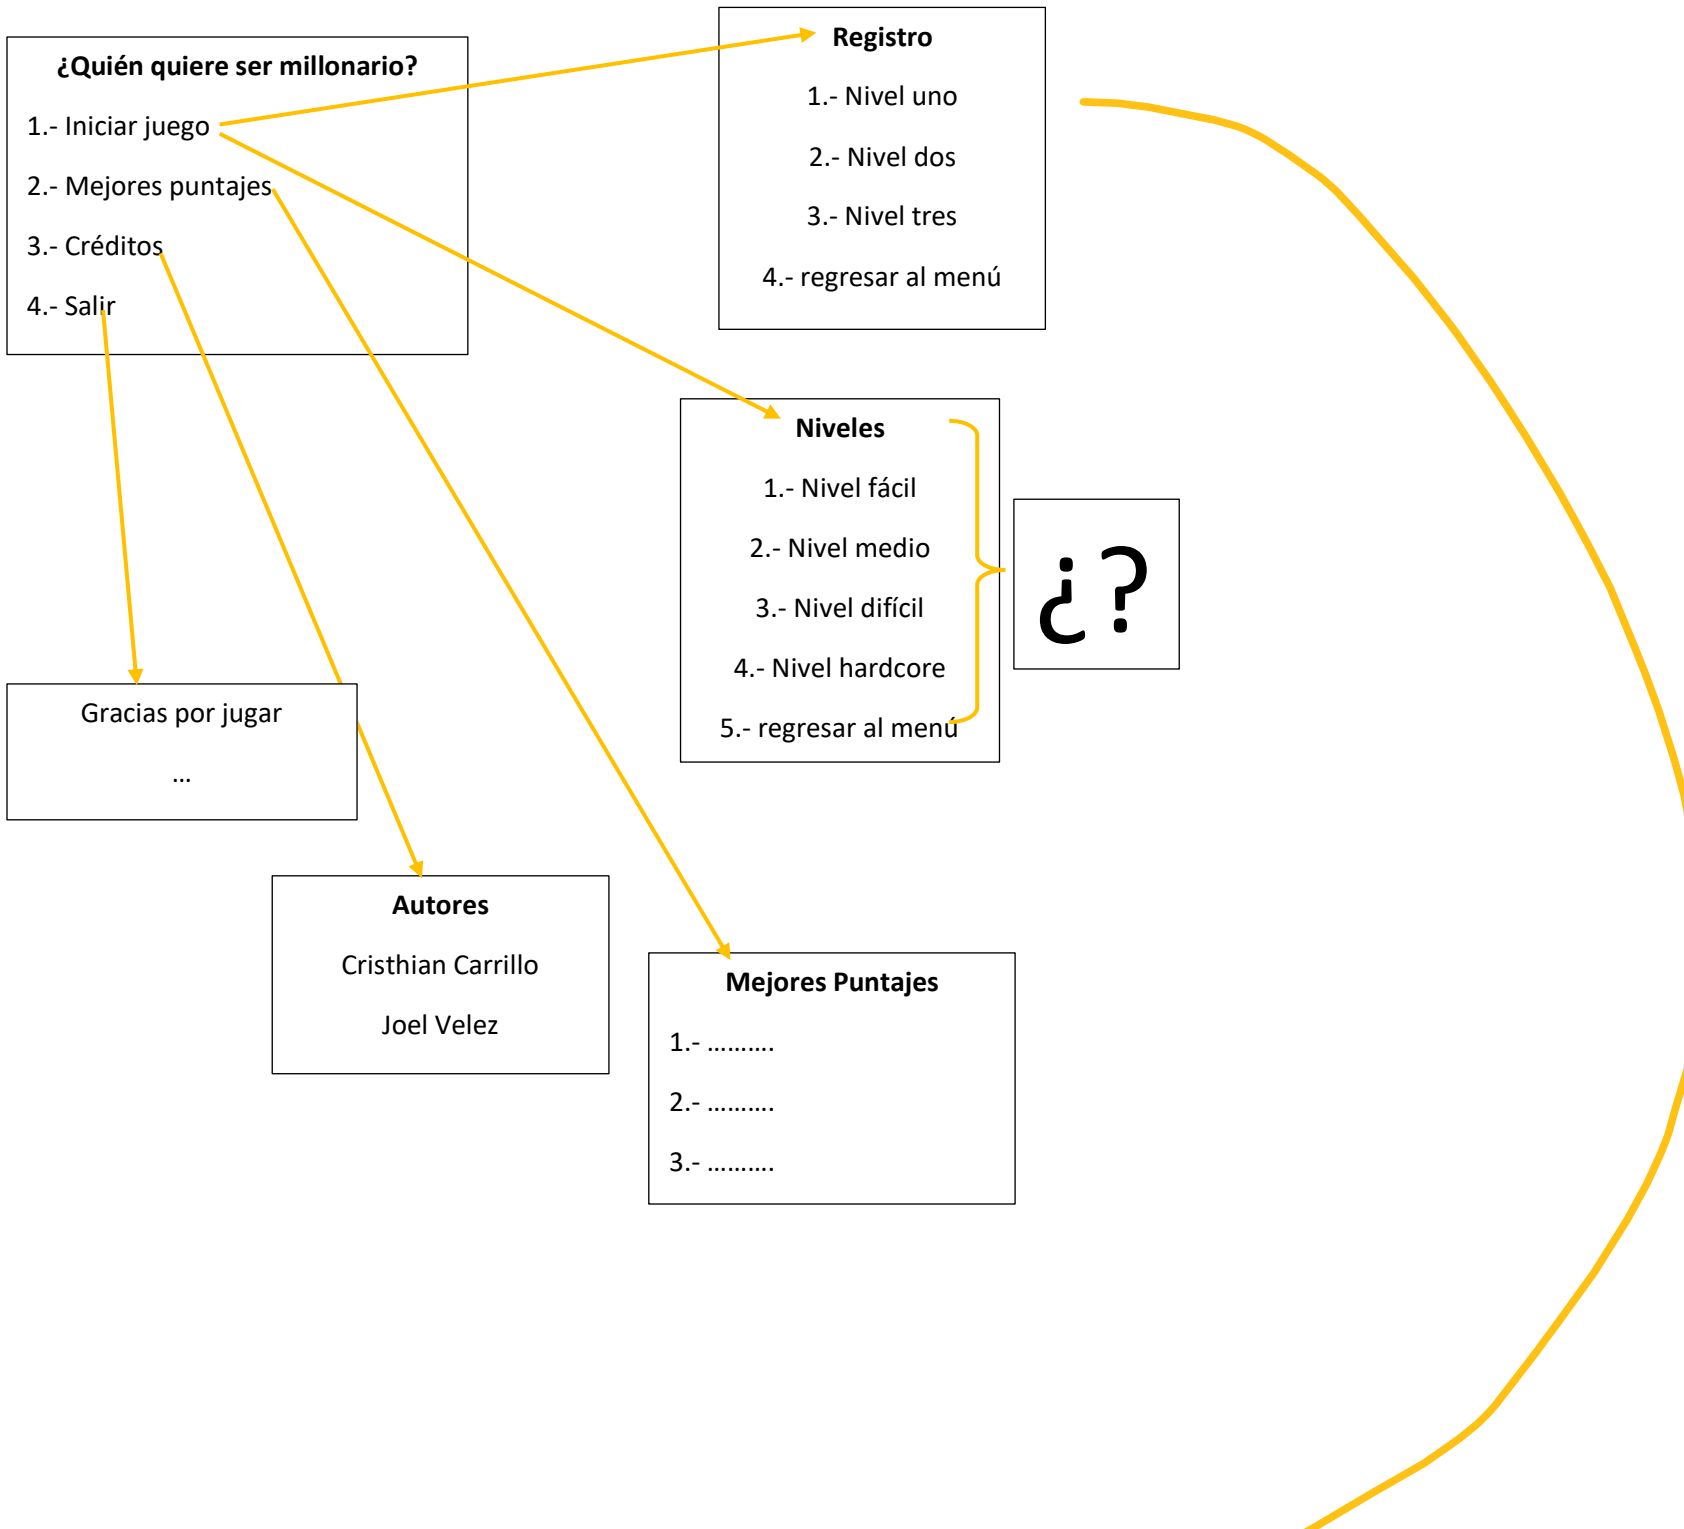 ¿Quién quiere ser millonario?
1.- Iniciar juego
2.- Mejores puntajes
3.- Créditos
4.- Salir
Registro
1.- Nivel uno
2.- Nivel dos
3.- Nivel tres
4.- regresar al menú
Niveles
1.- Nivel fácil
2.- Nivel medio
3.- Nivel difícil
4.- Nivel hardcore
5.- regresar al menú
¿?
Gracias por jugar
...
Autores
Cristhian Carrillo
Joel Velez
Mejores Puntajes
1.- ..........
2.- ..........
3.- ..........